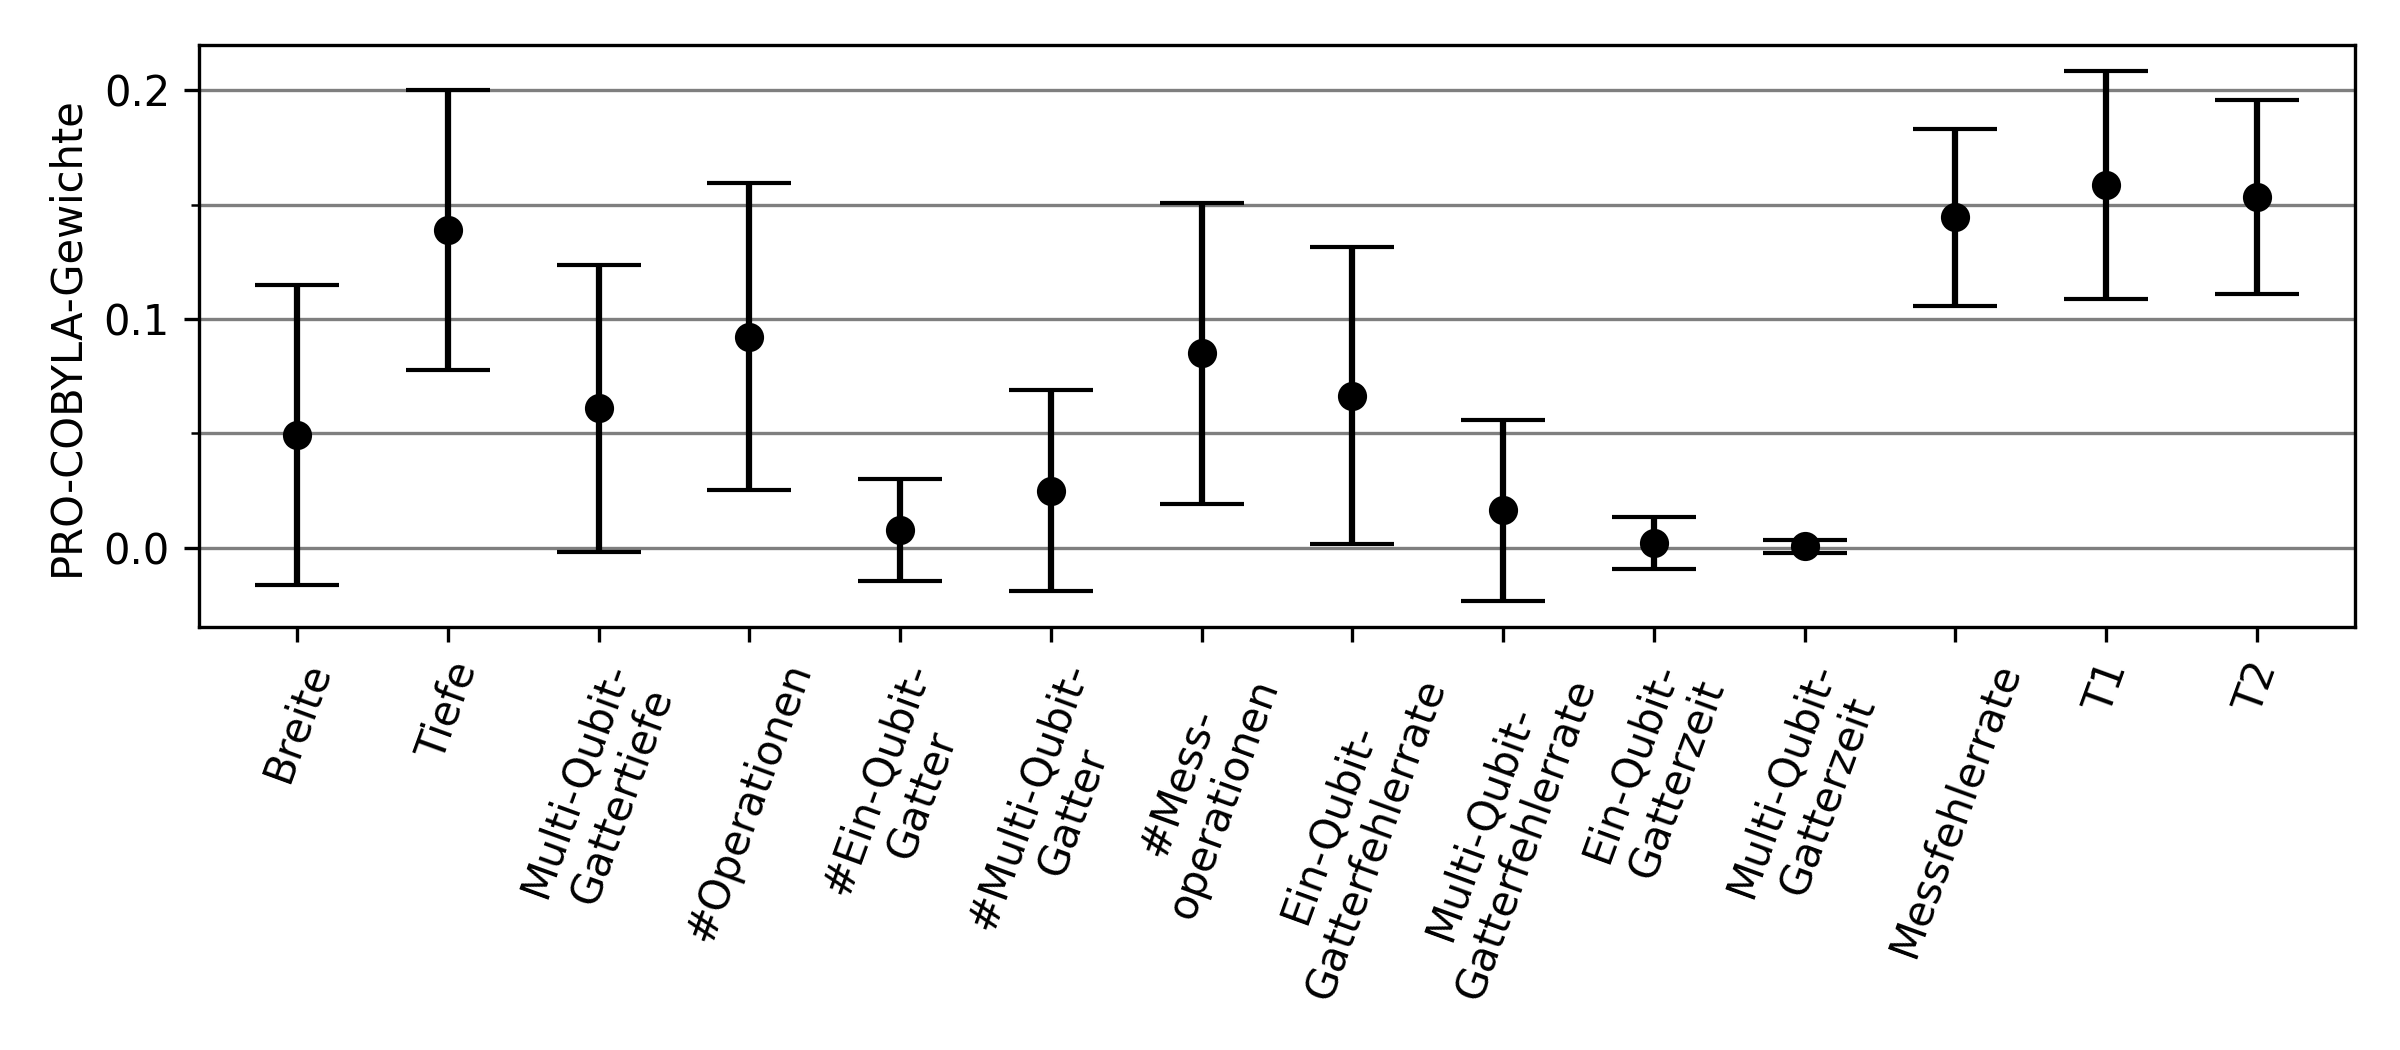 PRO-COBYLA-Gewichte
0.2
0.1
0.0
Breite
Tiefe
Multi-Qubit-
Gattertiefe
#Operationen
#Ein-Qubit-
Gatter
#Multi-Qubit-
Gatter
#Mess-
operationen
Ein-Qubit-
Gatterfehlerrate
Multi-Qubit-
Gatterfehlerrate
Ein-Qubit-
Gatterzeit
Multi-Qubit-
Gatterzeit
Messfehlerrate
T1
T2